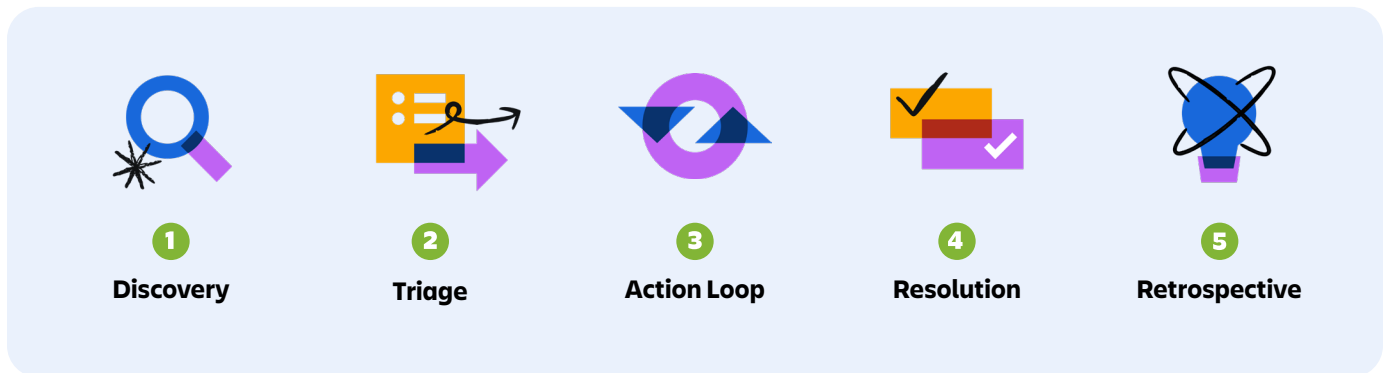 1
Discovery
2
Triage
3
Action Loop
4
Resolution
5
Retrospective